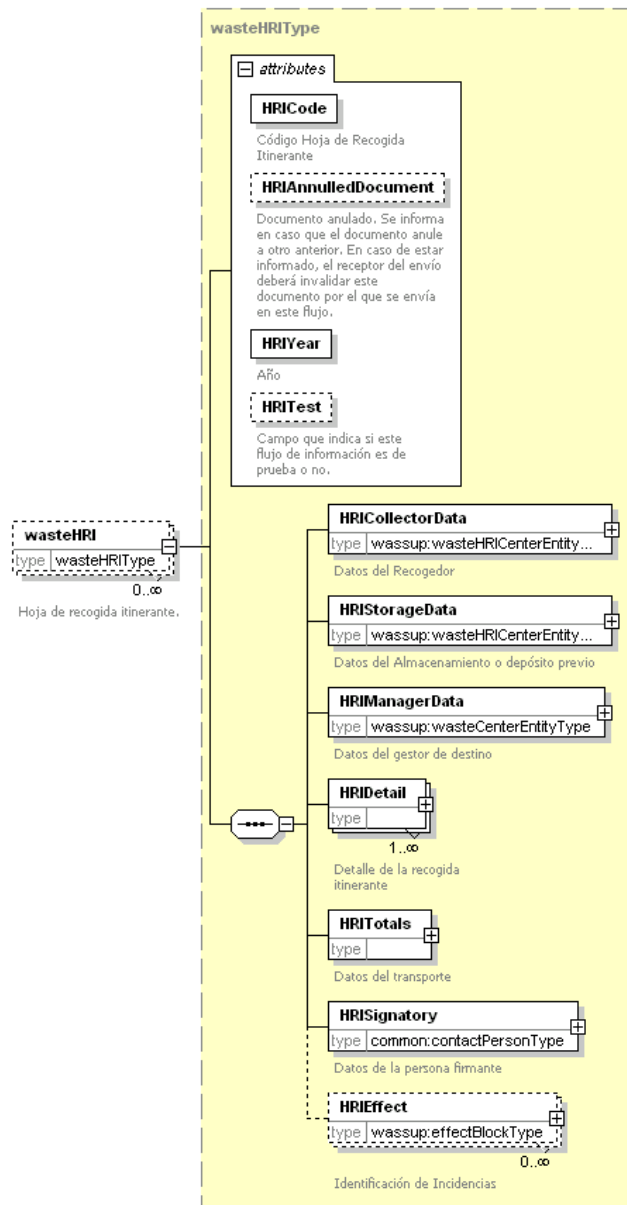 wasteHRIType
attributes
HRICode
Código Hoja de Recogida
Itinerante
HRIAnnulledDocument
Documento anulado. Se informa
en caso que el documento anule
a otro anterior. En caso de estar
informado, el receptor del envío
deberá invalidar este
documento por el que se envía
en este flujo.
HRIYear
Año
HRITest
Campo que indica si este
flujo de información es de
prueba o no.
wasteHRI
type wasteHRIType
0..∞
Hoja de recogida itinerante.
HRICollectorData
type wassup:wasteHRICenterEntity...
Datos del Recogedor
HRIStorageData
type wassup:wasteHRICenterEntity...
Datos del Almacenamiento o depósito previo
HRIManagerData
type wassup:wasteCenterEntityType
Datos del gestor de destino
HRIDetail
type
1..∞
Detalle de la recogida
itinerante
HRITotals
type
Datos del transporte
HRISignatory
type common:contactPersonType
Datos de la persona firmante
HRIEffect
type wassup:effectBlockType
0..∞
Identificación de Incidencias